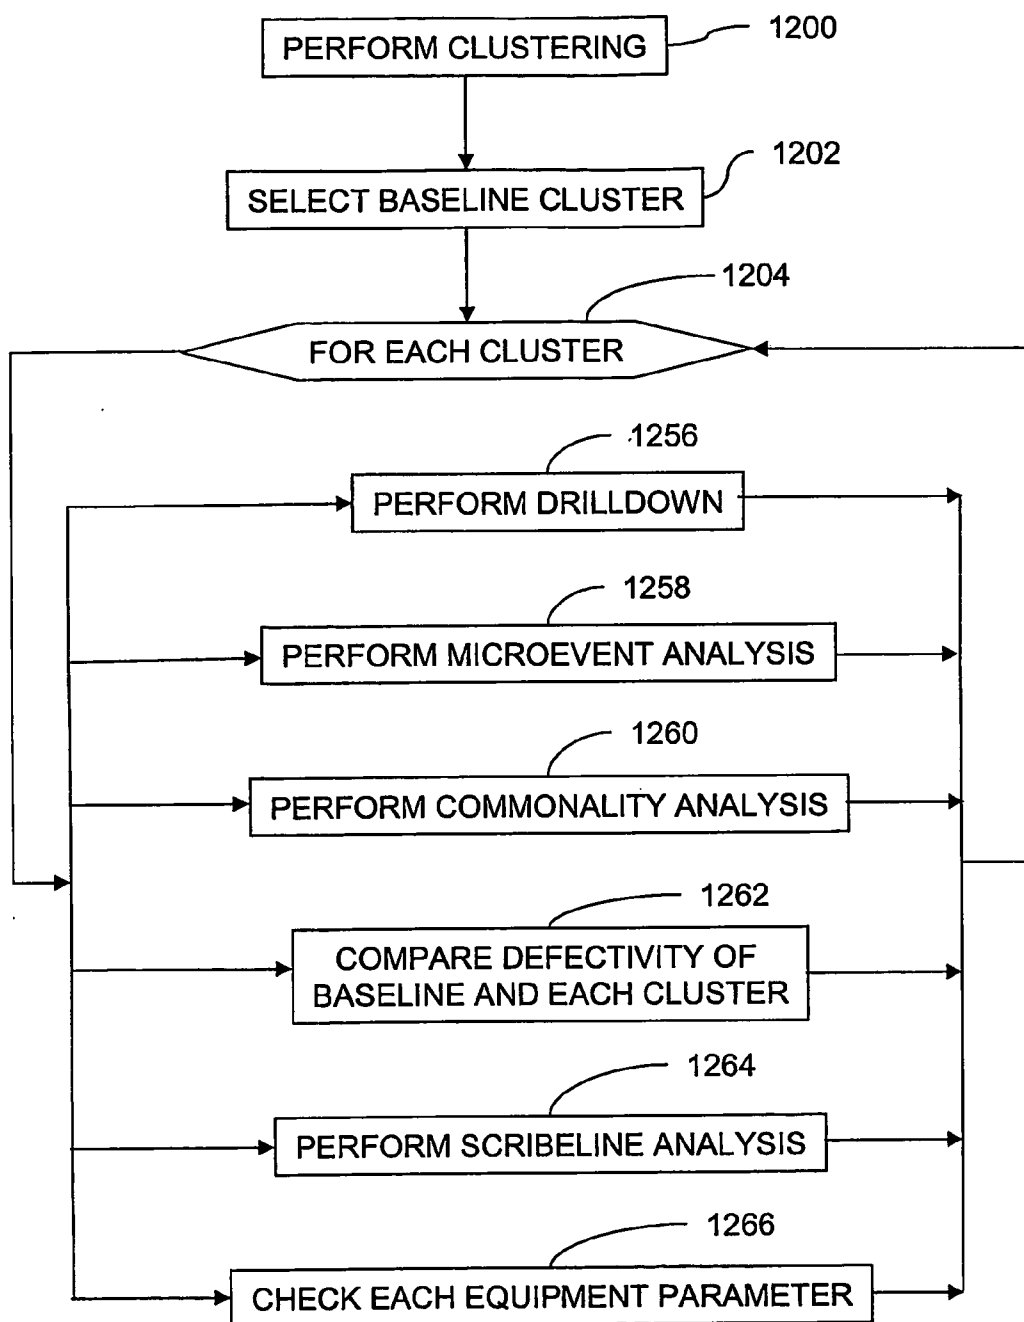 PERFORM CLUSTERING
1200
SELECT BASELINE CLUSTER
1202
1204
FOR EACH CLUSTER
1256
PERFORM DRILLDOWN
1258
PERFORM MICROEVENT ANALYSIS
1260
PERFORM COMMONALITY ANALYSIS
1262
COMPARE DEFECTIVITY OF
BASELINE AND EACH CLUSTER
1264
PERFORM SCRIBELINE ANALYSIS
1266
CHECK EACH EQUIPMENT PARAMETER